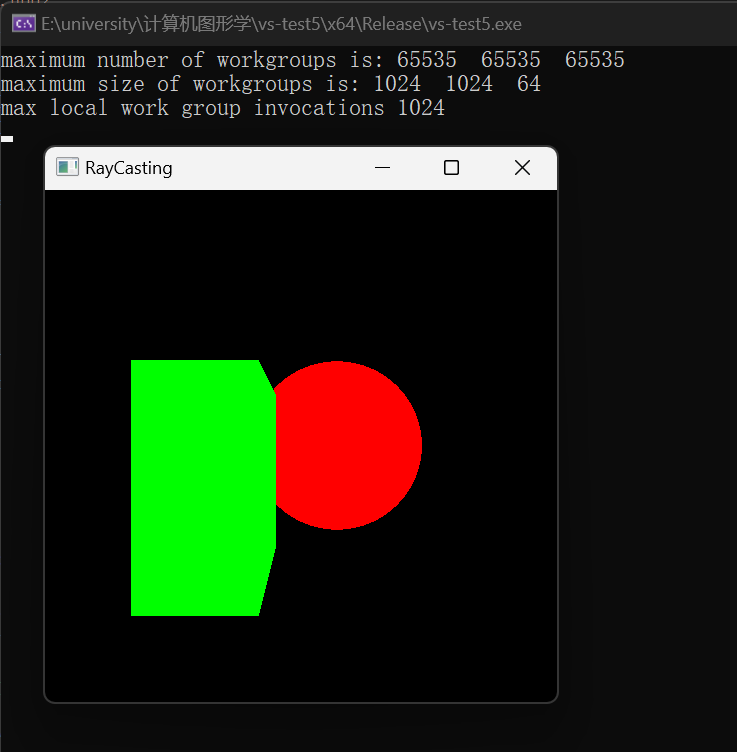 E:\university\计算机图形学\vs-test5\x64\Release\vs-test5.exe
maximum number of workgroups is: 65535  65535  65535
maximum size of workgroups is: 1024  1024  64
max local work group invocations 1024
RayCasting